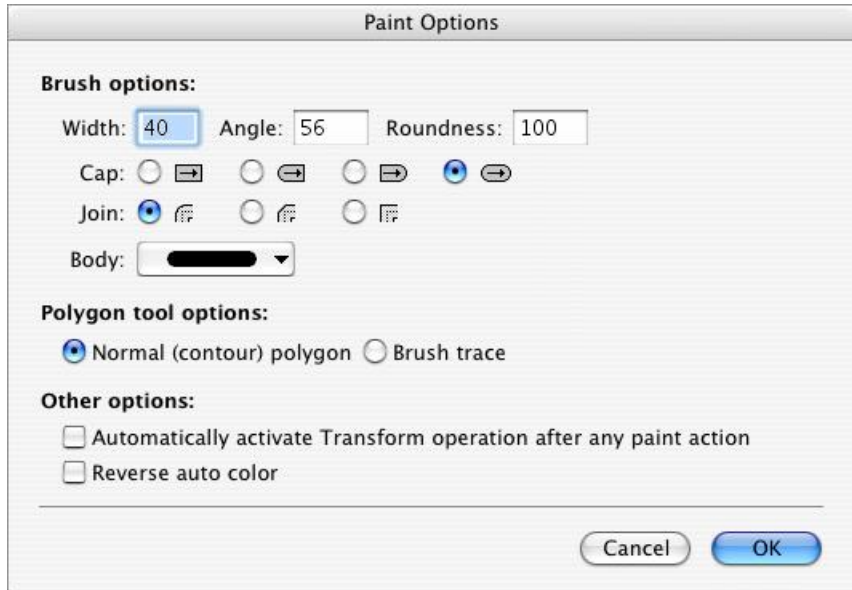 Paint Options
Brush options:
Width: 40 Angle: 56 Roundness: 100
Cap:
Join:
Body:
Polygon tool options:
Normal (contour) polygon Brush trace
Other options:
Automatically activate Transform operation after any paint action
Reverse auto color
Cancel OK